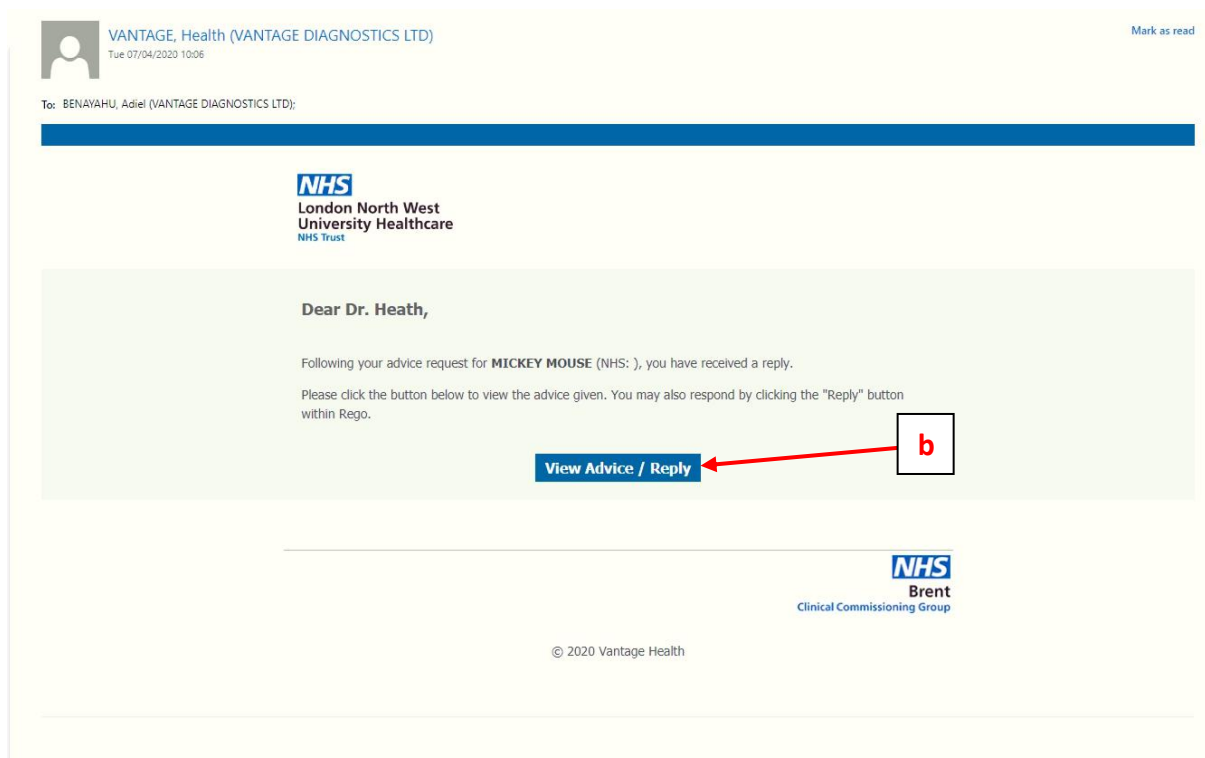 VANTAGE, Health (VANTAGE DIAGNOSTICS LTD)
Mark as read
Tue 07/04/2020 10:06
To: BENAYAHU, Adiel (VANTAGE DIAGNOSTICS LTD);
NHS
London North West
University Healthcare
NHS Trust
Dear Dr. Heath,
Following your advice request for MICKEY MOUSE (NHS: ), you have received a reply.
Please click the button below to view the advice given. You may also respond by clicking the "Reply" button
within Rego.
b
View Advice / Reply
NHS
Brent
Clinical Commissioning Group
© 2020 Vantage Health